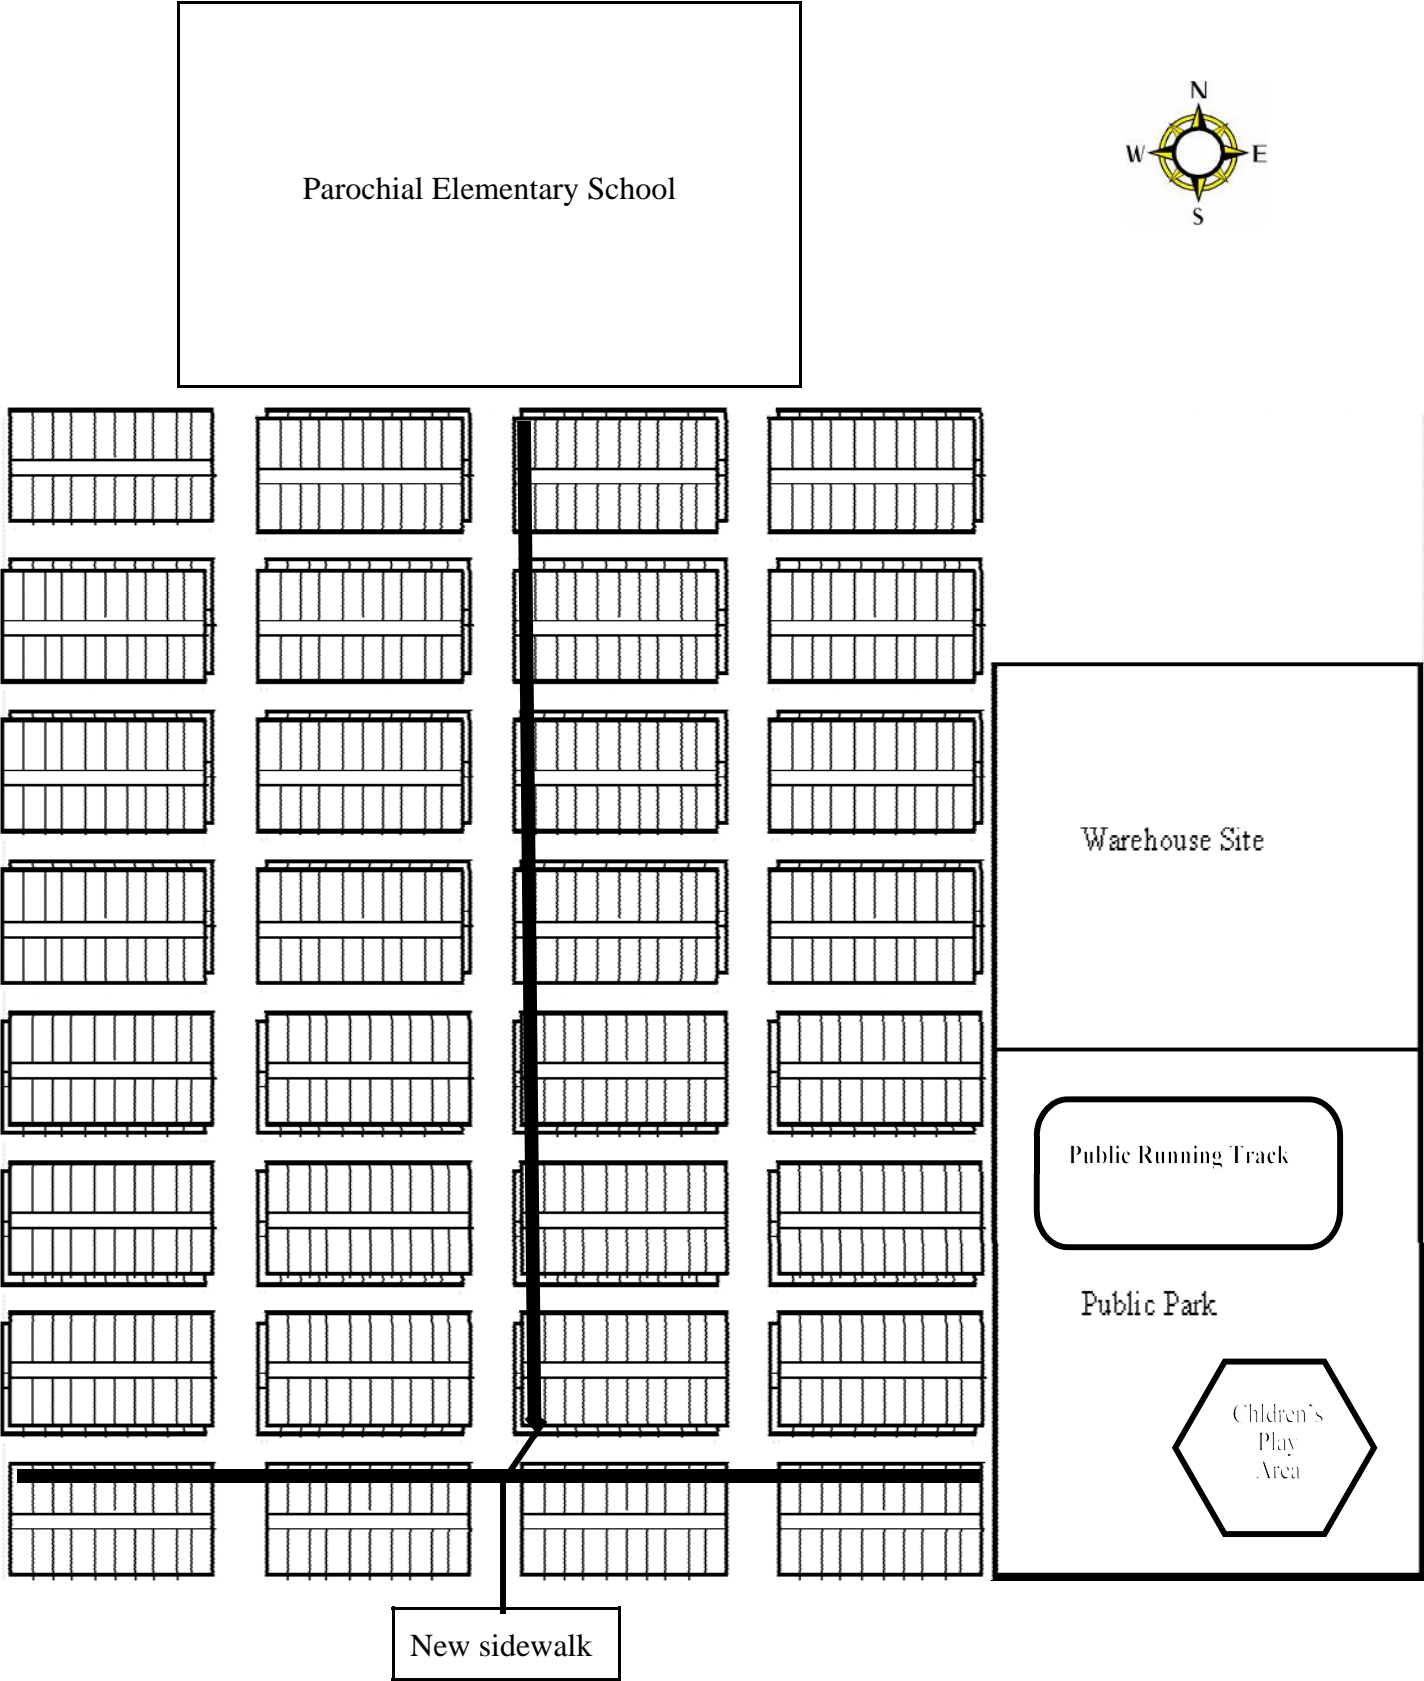 N
Parochial Elementary School
W E
S
Warehouse Site
Public Running Track
Public Park
Chldren's
Play
Area
New sidewalk